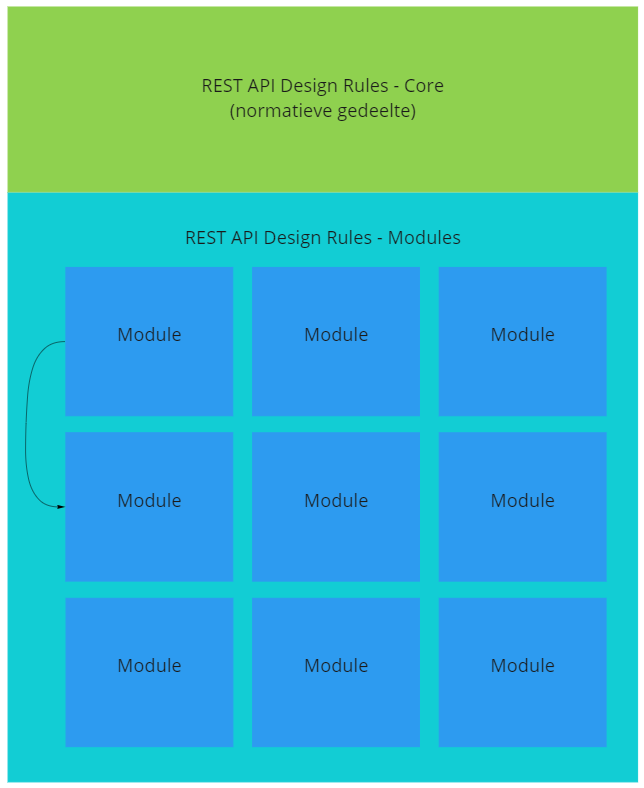 REST API Design Rules - Core
(normatieve gedeelte)
REST API Design Rules - Modules
Module Module Module
Module Module Module
Module Module Module